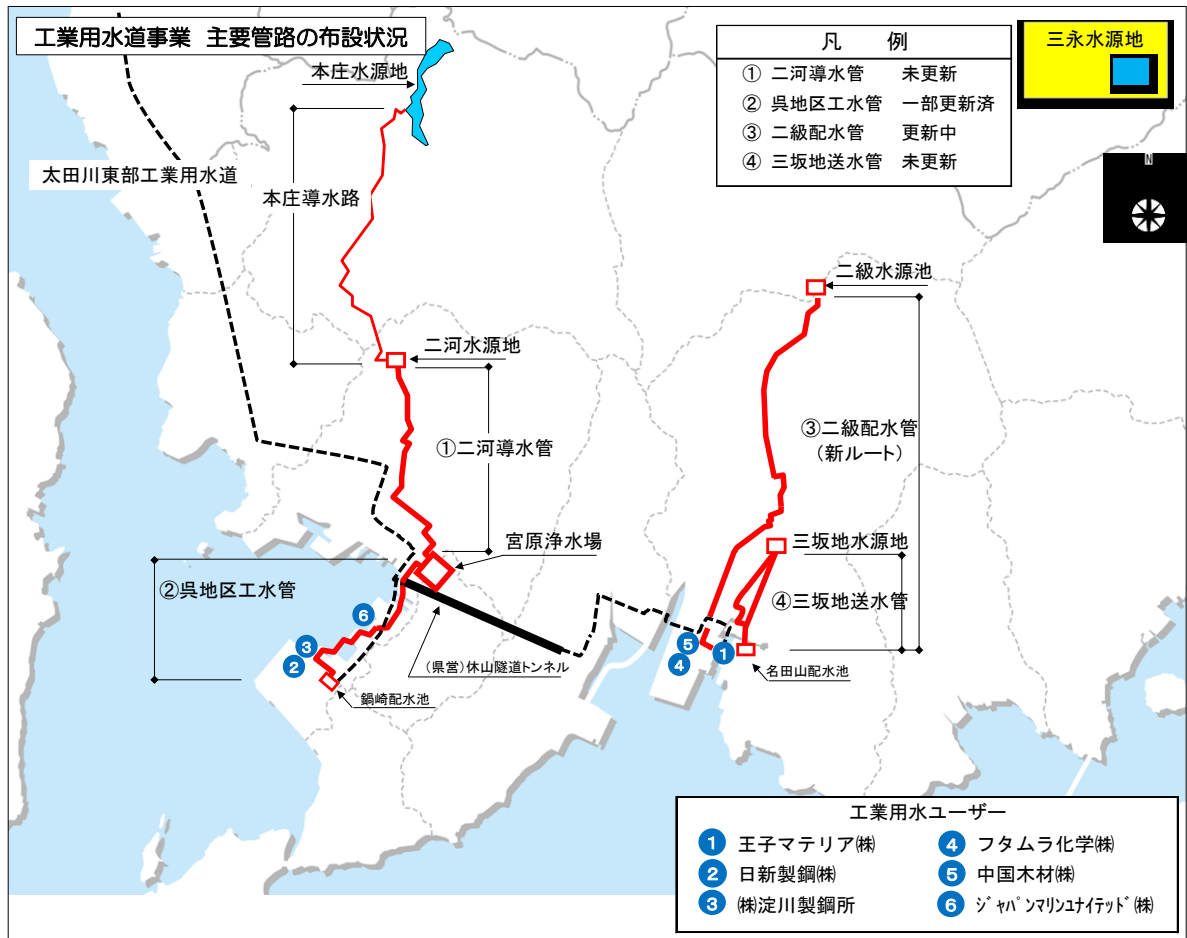 工業用水道事業 主要管路の布設状況
本庄水源地
凡 例
① 二河導水管 未更新
② 呉地区工水管 一部更新済
③ 二級配水管 更新中
④ 三坂地送水管 未更新
三永水源地
N
太田川東部工業用水道
本庄導水路
二級水源池
二河水源地
①二河導水管
③二級配水管
(新ルート)
宮原浄水場
三坂地水源地
②呉地区工水管
④三坂地送水管
6
3
2
5
4
1
(県営)休山隧道トンネル
名田山配水池
鍋崎配水池
工業用水ユーザー
1 王子マテリア㈱
2 日新製鋼㈱
3 ㈱淀川製鋼所
4 フタムラ化学㈱
5 中国木材㈱
6 ジャパンマリンユナイテッド㈱